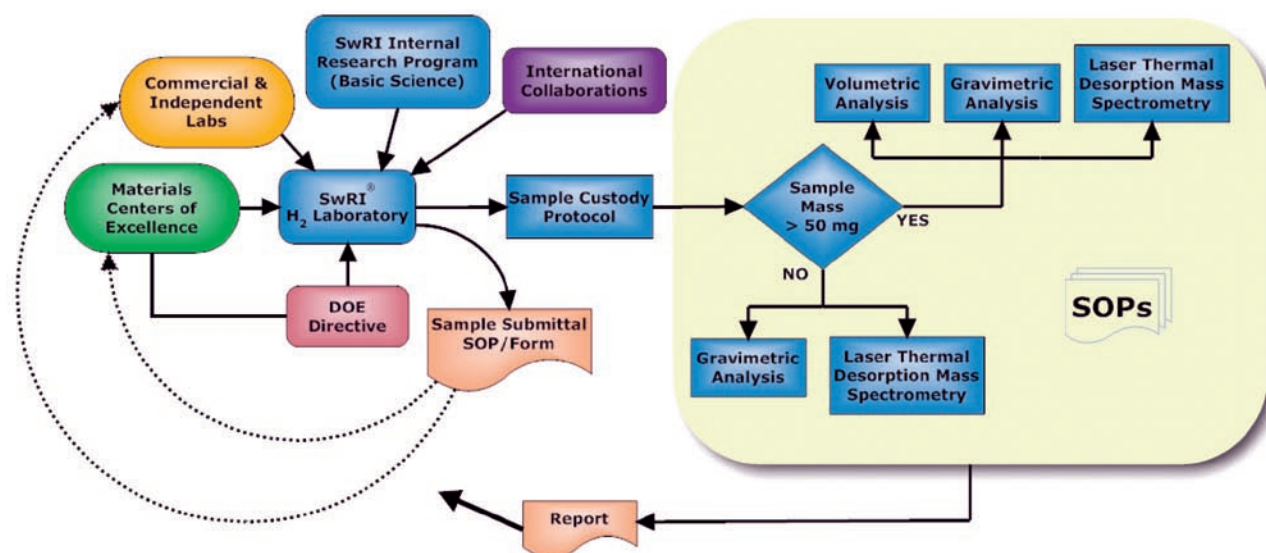 SwRI Internal
Research Program
(Basic Science)
Commercial &
Independent
Labs
International
Collaborations
Materials
Centers of
Excellence
SwRI®
H2 Laboratory
DOE
Directive
Sample Custody
Protocol
Sample Submittal
SOP/Form
Volumetric
Analysis
Gravimetric
Analysis
Laser Thermal
Desorption Mass
Spectrometry
Sample
Mass
> 50 mg
YES
NO
Gravimetric
Analysis
Laser Thermal
Desorption Mass
Spectrometry
SOPs
Report